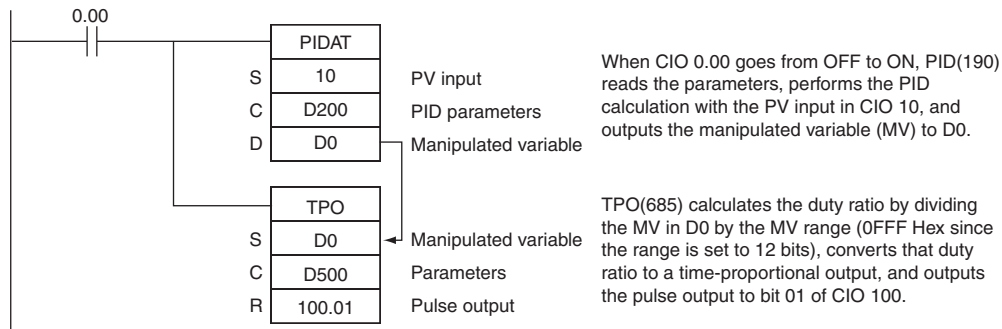 0.00
PIDAT
S 10 PV input
C D200 PID parameters
D D0 Manipulated variable
When CIO 0.00 goes from OFF to ON, PID(190)
reads the parameters, performs the PID
calculation with the PV input in CIO 10, and
outputs the manipulated variable (MV) to D0.
TPO
S D0 Manipulated variable
C D500 Parameters
R 100.01 Pulse output
TPO(685) calculates the duty ratio by dividing
the MV in D0 by the MV range (0FFF Hex since
the range is set to 12 bits), converts that duty
ratio to a time-proportional output, and outputs
the pulse output to bit 01 of CIO 100.